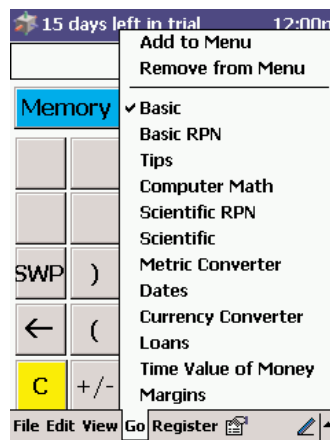 15 days left in trial 12:00
Add to Menu
Remove from Menu
Memory
Basic
Basic RPN
Tips
Computer Math
Scientific RPN
Scientific
SWP )
Metric Converter
Dates
← (
Currency Converter
Loans
C +/-
Time Value of Money
Margins
File Edit View Go Register